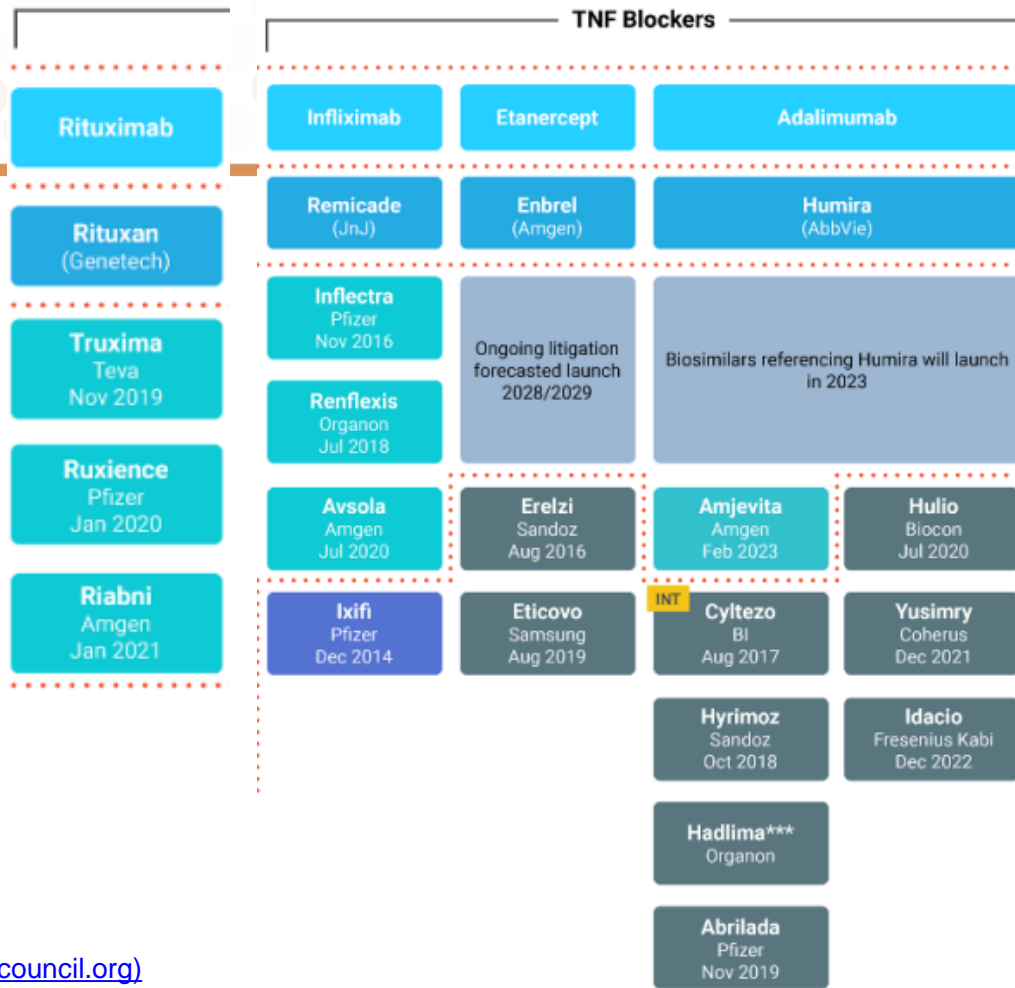 TNF Blockers
Rituximab
Rituxan
(Genetech)
Truxima
Teva
Nov 2019
Ruxience
Pfizer
Jan 2020
Riabni
Amgen
Jan 2021
Infliximab
Remicade
(JnJ)
Inflectra
Pfizer
Nov 2016
Renflexis
Organon
Jul 2018
Avsola
Amgen
Jul 2020
Ixifi
Pfizer
Dec 2014
Etanercept
Enbrel
(Amgen)
Ongoing litigation
forecasted launch
2028/2029
Erelzi
Sandoz
Aug 2016
Eticovo
Samsung
Aug 2019
Adalimumab
Humira
(AbbVie)
Biosimilars referencing Humira will launch
in 2023
Amjevita
Amgen
Feb 2023
INT
Cyltezo
BI
Aug 2017
Hyrimoz
Sandoz
Oct 2018
Hadlima***
Organon
Abrilada
Pfizer
Nov 2019
Hulio
Biocon
Jul 2020
Yusimry
Coherus
Dec 2021
Idacio
Fresenius Kabi
Dec 2022
council.org)